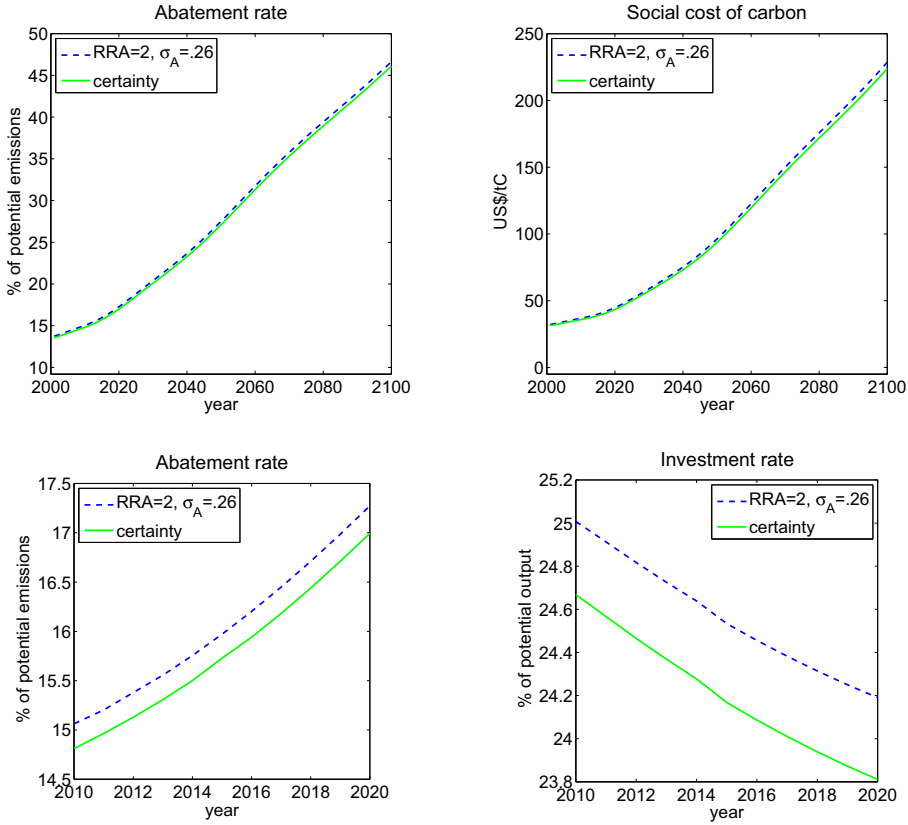 Abatement rate
50
45
40
35
30
25
20
15
10
% of potential emissions
RRA=2, σ_A=.26
certainty
2000 2020 2040 2060 2080 2100
year
Social cost of carbon
250
200
150
100
50
0
US$/tC
RRA=2, σ_A=.26
certainty
2000 2020 2040 2060 2080 2100
year
Abatement rate
17.5
17
16.5
16
15.5
15
14.5
% of potential emissions
RRA=2, σ_A=.26
certainty
2010 2012 2014 2016 2018 2020
year
Investment rate
25.2
25
24.8
24.6
24.4
24.2
24
23.8
% of potential output
RRA=2, σ_A=.26
certainty
2010 2012 2014 2016 2018 2020
year